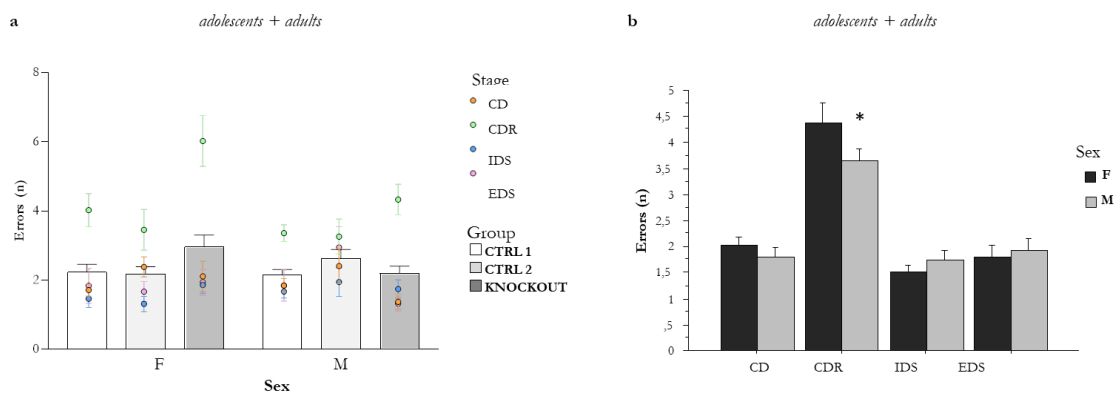 a
adolescents + adults
8
6
4
2
0
Errors (n)
F
M
Sex
Stage
CD
CDR
IDS
EDS
Group
CTRL 1
CTRL 2
KNOCKOUT
b
adolescents + adults
5
4,5
4
3,5
3
2,5
2
1,5
1
,5
0
Errors (n)
*
CD
CDR
IDS
EDS
Sex
F
M